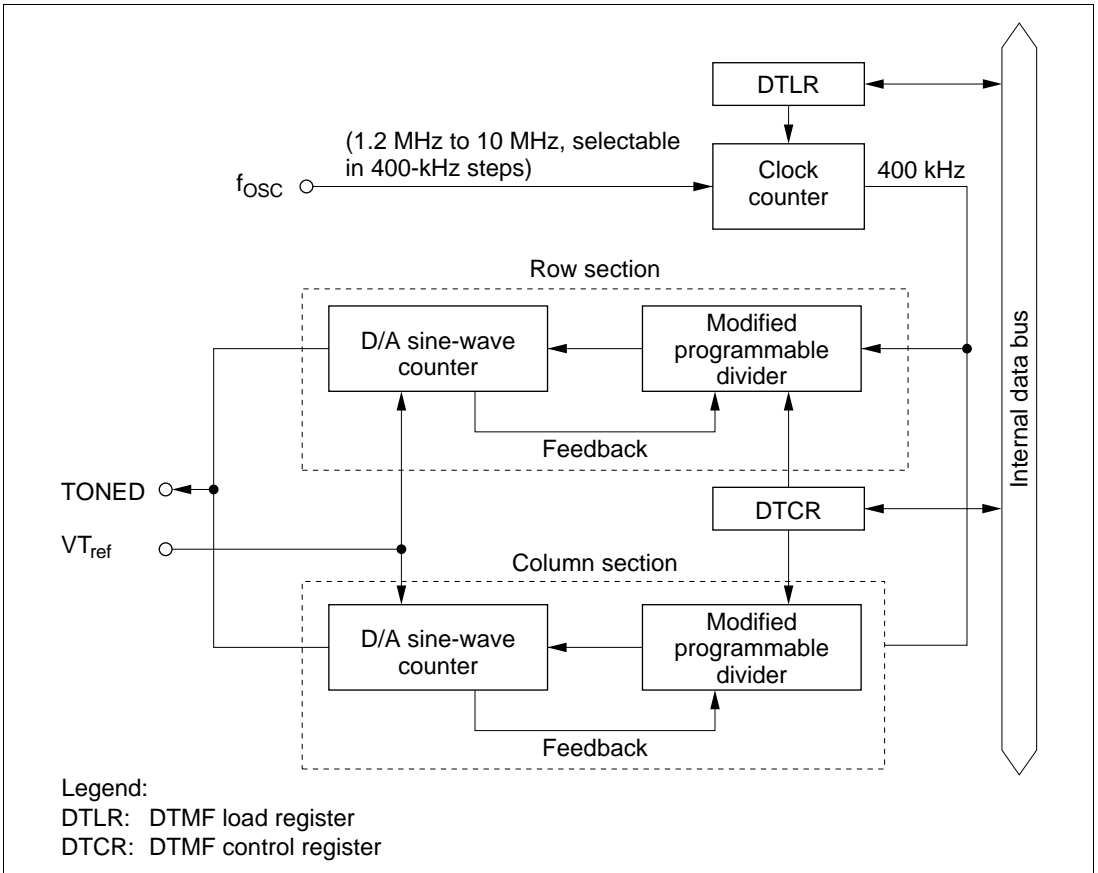 DTLR
(1.2 MHz to 10 MHz, selectable
in 400-kHz steps)
fOSC
Clock
counter
400 kHz
Row section
D/A sine-wave
counter
Modified
programmable
divider
Feedback
Internal data bus
TONED
DTCR
VTref
Column section
D/A sine-wave
counter
Modified
programmable
divider
Feedback
Legend:
DTLR: DTMF load register
DTCR: DTMF control register